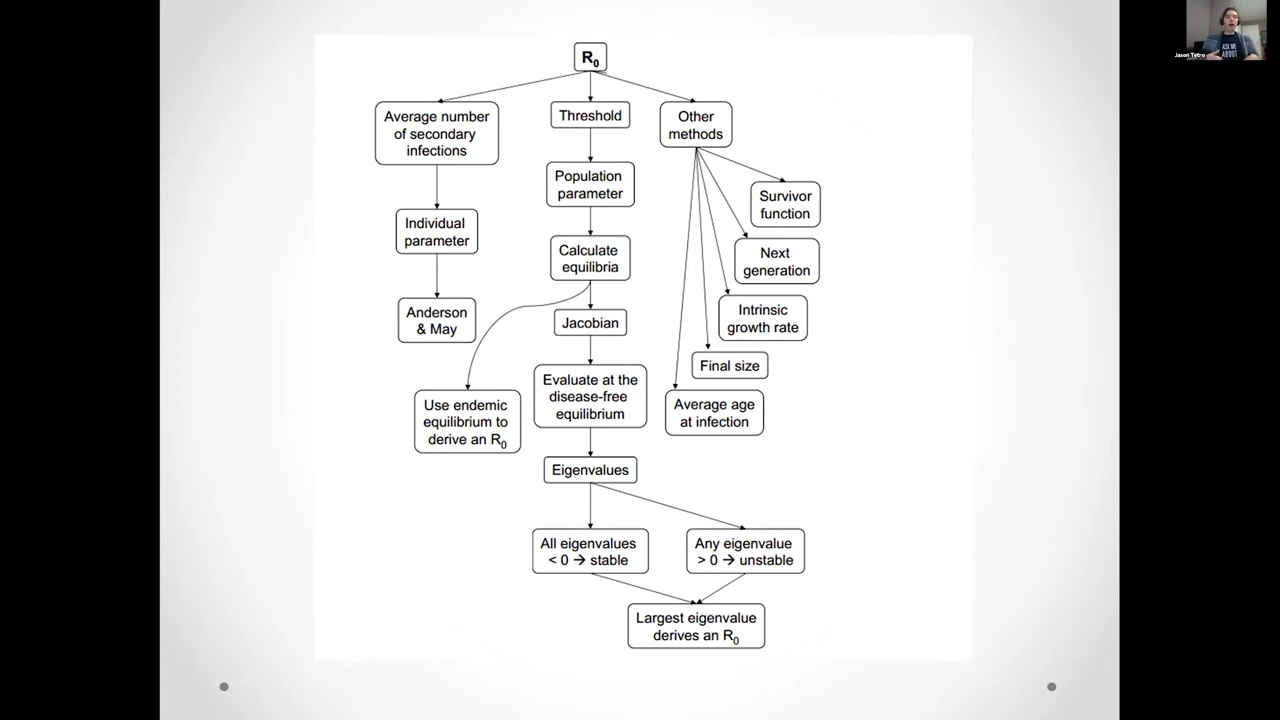 Jason Tetro
ASK ME
ABOUT
R₀
Average number
of secondary
infections
Threshold
Other
methods
Population
parameter
Survivor
function
Individual
parameter
Calculate
equilibria
Next
generation
Anderson
& May
Jacobian
Intrinsic
growth rate
Final size
Use endemic
equilibrium to
derive an R₀
Evaluate at the
disease-free
equilibrium
Average age
at infection
Eigenvalues
All eigenvalues
< 0 → stable
Any eigenvalue
> 0 → unstable
Largest eigenvalue
derives an R₀